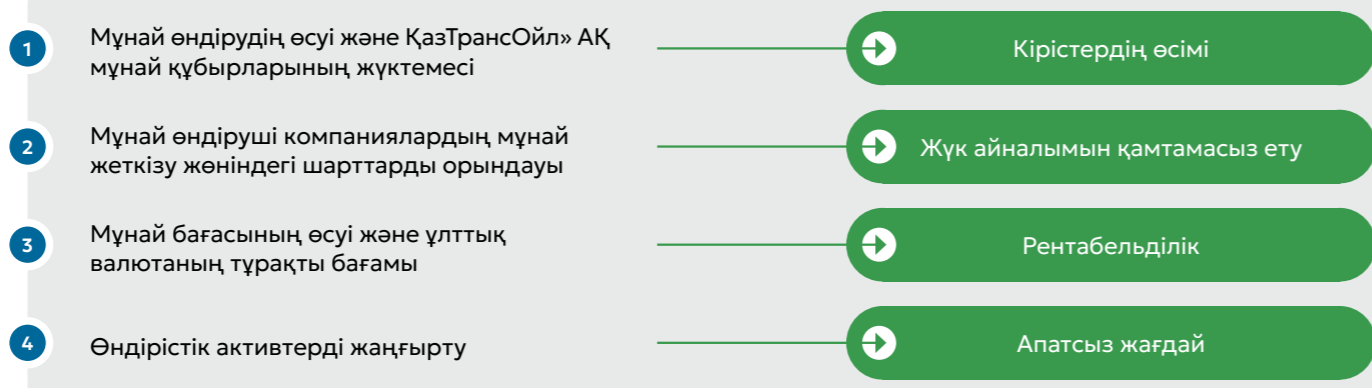 1
Мұнай өндірудің өсуі және ҚазТрансОйл» АҚ
мұнай құбырларының жүктемесі
Кірістердің өсімі
2
Мұнай өндіруші компаниялардың мұнай
жеткізу жөніндегі шарттарды орындауы
Жүк айналымын қамтамасыз ету
3
Мұнай бағасының өсуі және ұлттық
валютаның тұрақты бағамы
Рентабельділік
4
Өндірістік активтерді жаңғырту
Апатсыз жағдай